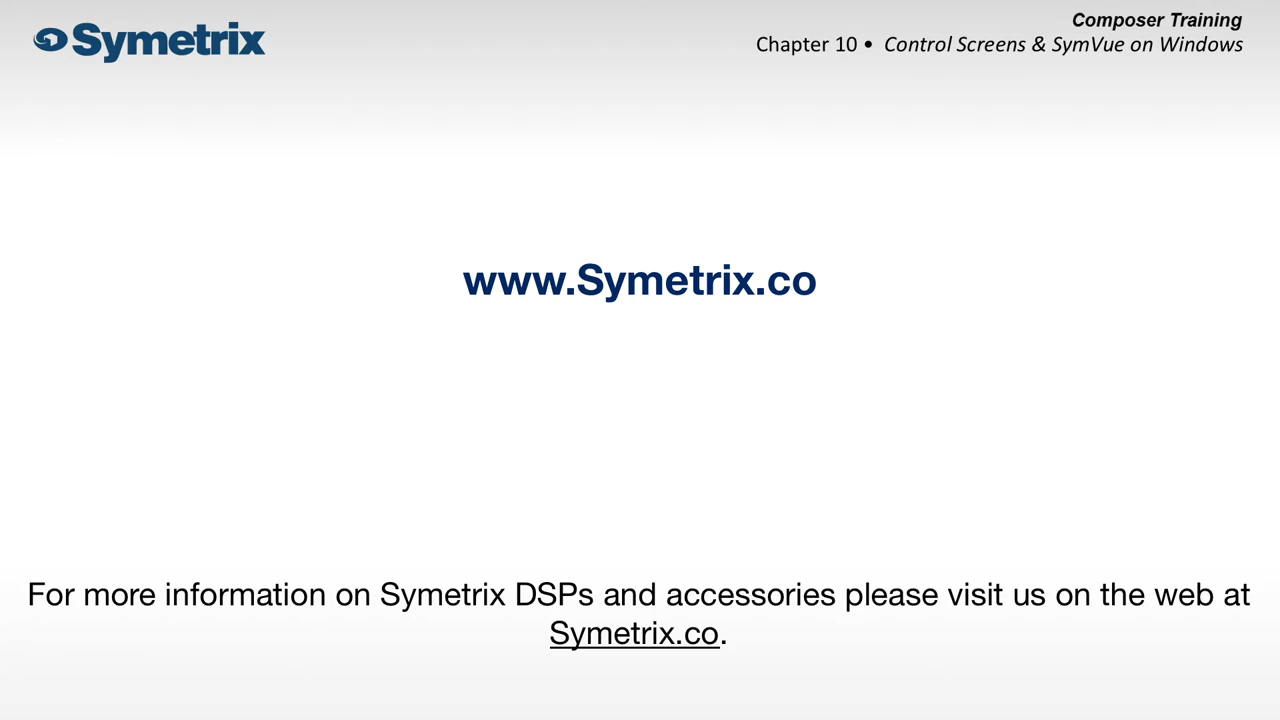 Symetrix
Composer Training
Chapter 10 • Control Screens & SymVue on Windows
www.Symetrix.co
For more information on Symetrix DSPs and accessories please visit us on the web at
Symetrix.co.